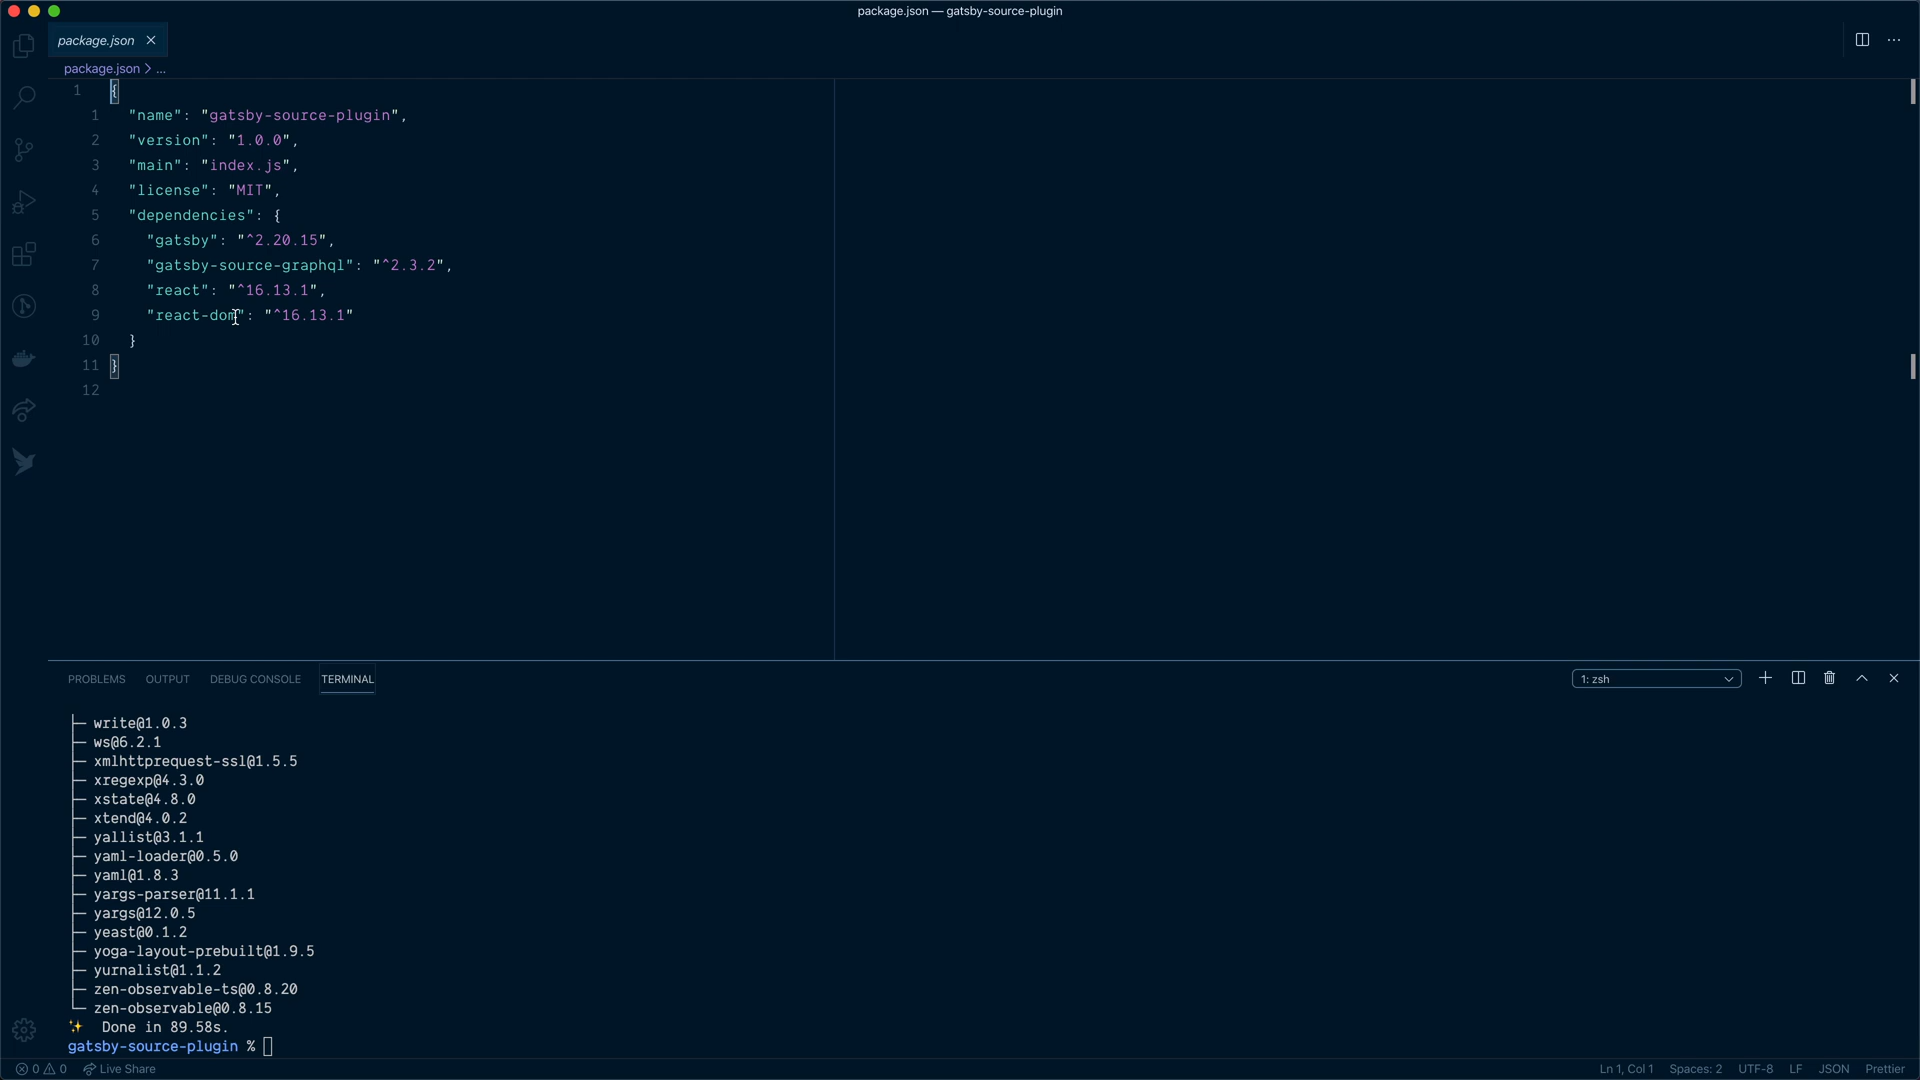 package.json — gatsby-source-plugin
package.json
package.json > ...
1 {
1 "name": "gatsby-source-plugin",
2 "version": "1.0.0",
3 "main": "index.js",
4 "license": "MIT",
5 "dependencies": {
6 "gatsby": "^2.20.15",
7 "gatsby-source-graphql": "^2.3.2",
8 "react": "^16.13.1",
9 "react-dom": "^16.13.1"
10 }
11 }
12
PROBLEMS OUTPUT DEBUG CONSOLE TERMINAL 1: zsh
├─ write@1.0.3
├─ ws@6.2.1
├─ xmlhttprequest-ssl@1.5.5
├─ xregexp@4.3.0
├─ xstate@4.8.0
├─ xtend@4.0.2
├─ yallist@3.1.1
├─ yaml-loader@0.5.0
├─ yaml@1.8.3
├─ yargs-parser@11.1.1
├─ yargs@12.0.5
├─ yeast@0.1.2
├─ yoga-layout-prebuilt@1.9.5
├─ yurnalist@1.1.2
├─ zen-observable-ts@0.8.20
└─ zen-observable@0.8.15
✨ Done in 89.58s.
gatsby-source-plugin %
0 0 Live Share Ln 1, Col 1 Spaces: 2 UTF-8 LF JSON Prettier